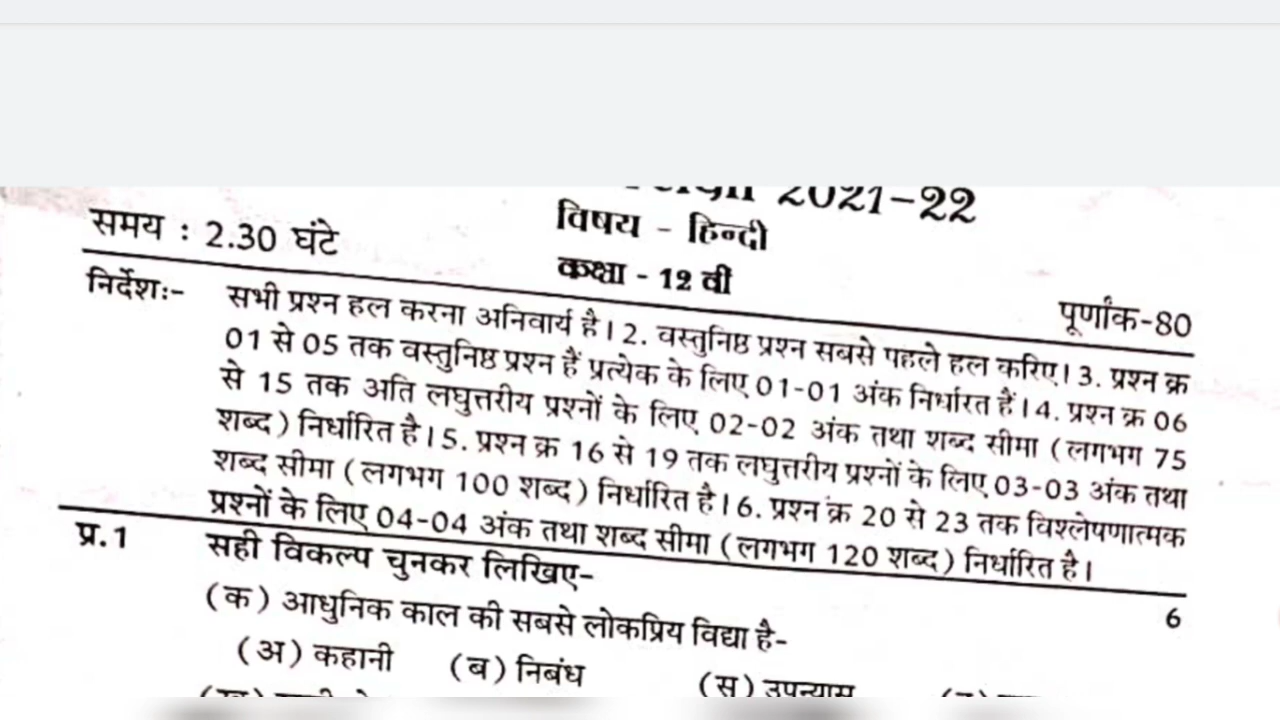 2021-22
विषय - हिन्दी
समय : 2.30 घंटे
कक्षा - 12 वीं
पूर्णांक-80
निर्देशः- सभी प्रश्न हल करना अनिवार्य है। 2. वस्तुनिष्ठ प्रश्न सबसे पहले हल करिए। 3. प्रश्न क्र
01 से 05 तक वस्तुनिष्ठ प्रश्न हैं प्रत्येक के लिए 01-01 अंक निर्धारित हैं। 4. प्रश्न क्र 06
से 15 तक अति लघुत्तरीय प्रश्नों के लिए 02-02 अंक तथा शब्द सीमा ( लगभग 75
शब्द ) निर्धारित है। 5. प्रश्न क्र 16 से 19 तक लघुत्तरीय प्रश्नों के लिए 03-03 अंक तथा
शब्द सीमा ( लगभग 100 शब्द ) निर्धारित है। 6. प्रश्न क्र 20 से 23 तक विश्लेषणात्मक
प्रश्नों के लिए 04-04 अंक तथा शब्द सीमा ( लगभग 120 शब्द ) निर्धारित है।
प्र.1 सही विकल्प चुनकर लिखिए- 6
(क) आधुनिक काल की सबसे लोकप्रिय विद्या है-
(अ) कहानी (ब) निबंध (स) उपन्यास